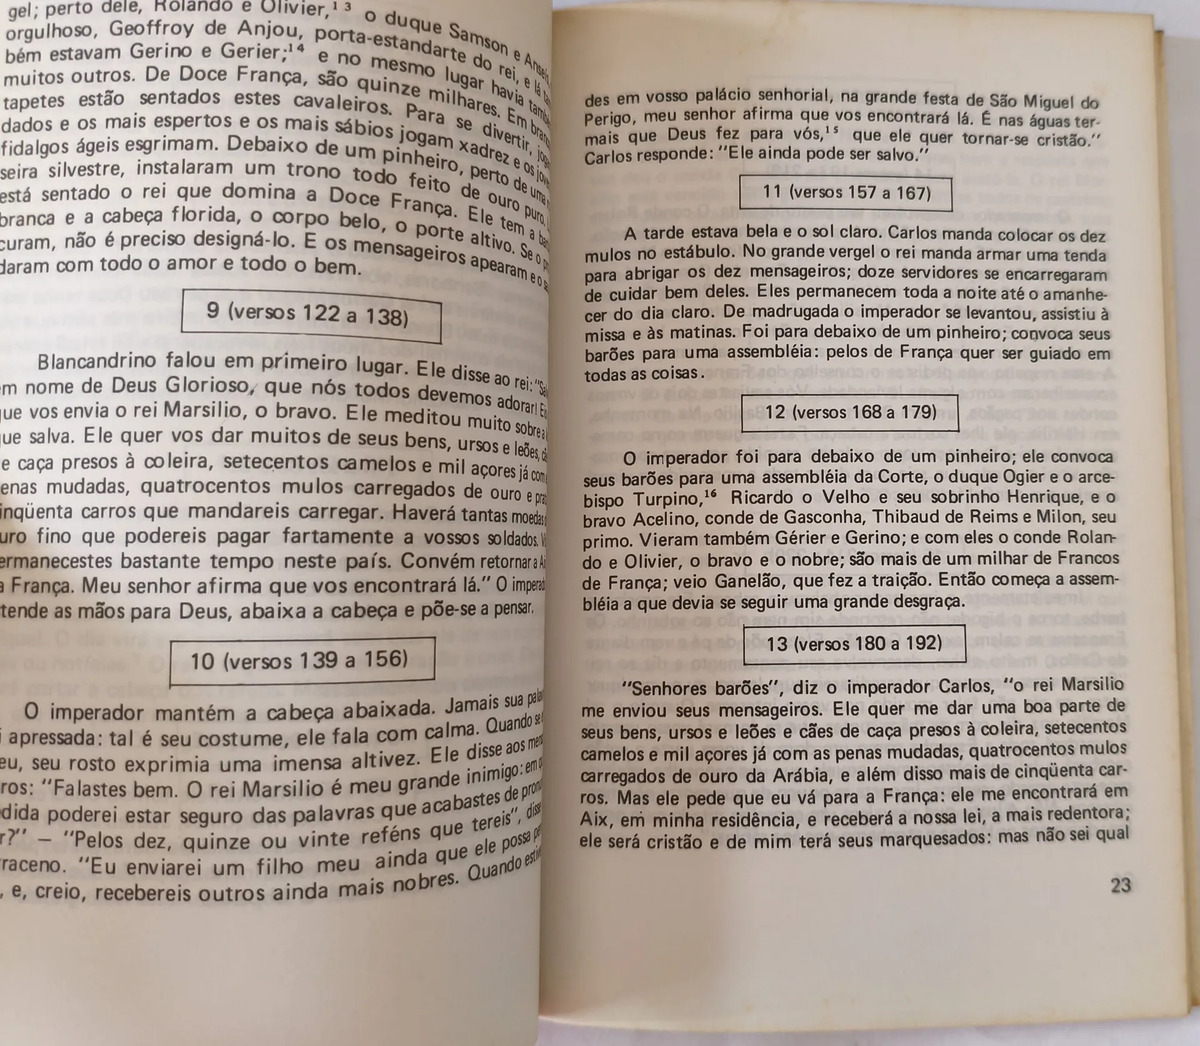 gel; perto dele, Rolando e Olivier,¹³ o duque Samson e
orgulhoso, Geoffroy de Anjou, porta-estandarte do rei, e lá
bém estavam Gerino e Gerier;¹⁴ e no mesmo lugar havia
muitos outros. De Doce França, são quinze milhares. Em
tapetes estão sentados estes cavaleiros. Para se divertir,
dados e os mais espertos e os mais sábios jogam xadrez e os
fidalgos ágeis esgrimam. Debaixo de um pinheiro, perto de uma
seira silvestre, instalaram um trono todo feito de ouro puro.
está sentado o rei que domina a Doce França. Ele tem a
branca e a cabeça florida, o corpo belo, o porte altivo. Se o
curam, não é preciso designá-lo. E os mensageiros apearam e o
daram com todo o amor e todo o bem.
9 (versos 122 a 138)
Blancandrino falou em primeiro lugar. Ele disse ao rei:
em nome de Deus Glorioso, que nós todos devemos adorar!
que vos envia o rei Marsilio, o bravo. Ele meditou muito sobre a
que salva. Ele quer vos dar muitos de seus bens, ursos e leões,
e caça presos à coleira, setecentos camelos e mil açores já com
enas mudadas, quatrocentos mulos carregados de ouro e
inqüenta carros que mandareis carregar. Haverá tantas moedas
uro fino que podereis pagar fartamente a vossos soldados.
ermanecestes bastante tempo neste país. Convém retornar a
a França. Meu senhor afirma que vos encontrará lá." O
tende as mãos para Deus, abaixa a cabeça e põe-se a pensar.
10 (versos 139 a 156)
O imperador mantém a cabeça abaixada. Jamais sua
i apressada: tal é seu costume, ele fala com calma. Quando se
eu, seu rosto exprimia uma imensa altivez. Ele disse aos
ros: "Falastes bem. O rei Marsilio é meu grande inimigo: em
dida poderei estar seguro das palavras que acabastes de
r?" — "Pelos dez, quinze ou vinte reféns que tereis", disse
raceno. "Eu enviarei um filho meu ainda que ele possa
, e, creio, recebereis outros ainda mais nobres. Quando
des em vosso palácio senhorial, na grande festa de São Miguel do
Perigo, meu senhor afirma que vos encontrará lá. É nas águas ter-
mais que Deus fez para vós,¹⁵ que ele quer tornar-se cristão."
Carlos responde: "Ele ainda pode ser salvo."
11 (versos 157 a 167)
A tarde estava bela e o sol claro. Carlos manda colocar os dez
mulos no estábulo. No grande vergel o rei manda armar uma tenda
para abrigar os dez mensageiros; doze servidores se encarregaram
de cuidar bem deles. Eles permanecem toda a noite até o amanhe-
cer do dia claro. De madrugada o imperador se levantou, assistiu à
missa e às matinas. Foi para debaixo de um pinheiro; convoca seus
barões para uma assembléia: pelos de França quer ser guiado em
todas as coisas.
12 (versos 168 a 179)
O imperador foi para debaixo de um pinheiro; ele convoca
seus barões para uma assembléia da Corte, o duque Ogier e o arce-
bispo Turpino,¹⁶ Ricardo o Velho e seu sobrinho Henrique, e o
bravo Acelino, conde de Gasconha, Thibaud de Reims e Milon, seu
primo. Vieram também Gérier e Gerino; e com eles o conde Rolan-
do e Olivier, o bravo e o nobre; são mais de um milhar de Francos
de França; veio Ganelão, que fez a traição. Então começa a assem-
bléia a que devia se seguir uma grande desgraça.
13 (versos 180 a 192)
"Senhores barões", diz o imperador Carlos, "o rei Marsilio
me enviou seus mensageiros. Ele quer me dar uma boa parte de
seus bens, ursos e leões e cães de caça presos à coleira, setecentos
camelos e mil açores já com as penas mudadas, quatrocentos mulos
carregados de ouro da Arábia, e além disso mais de cinqüenta car-
ros. Mas ele pede que eu vá para a França: ele me encontrará em
Aix, em minha residência, e receberá a nossa lei, a mais redentora;
ele será cristão e de mim terá seus marquesados: mas não sei qual
23